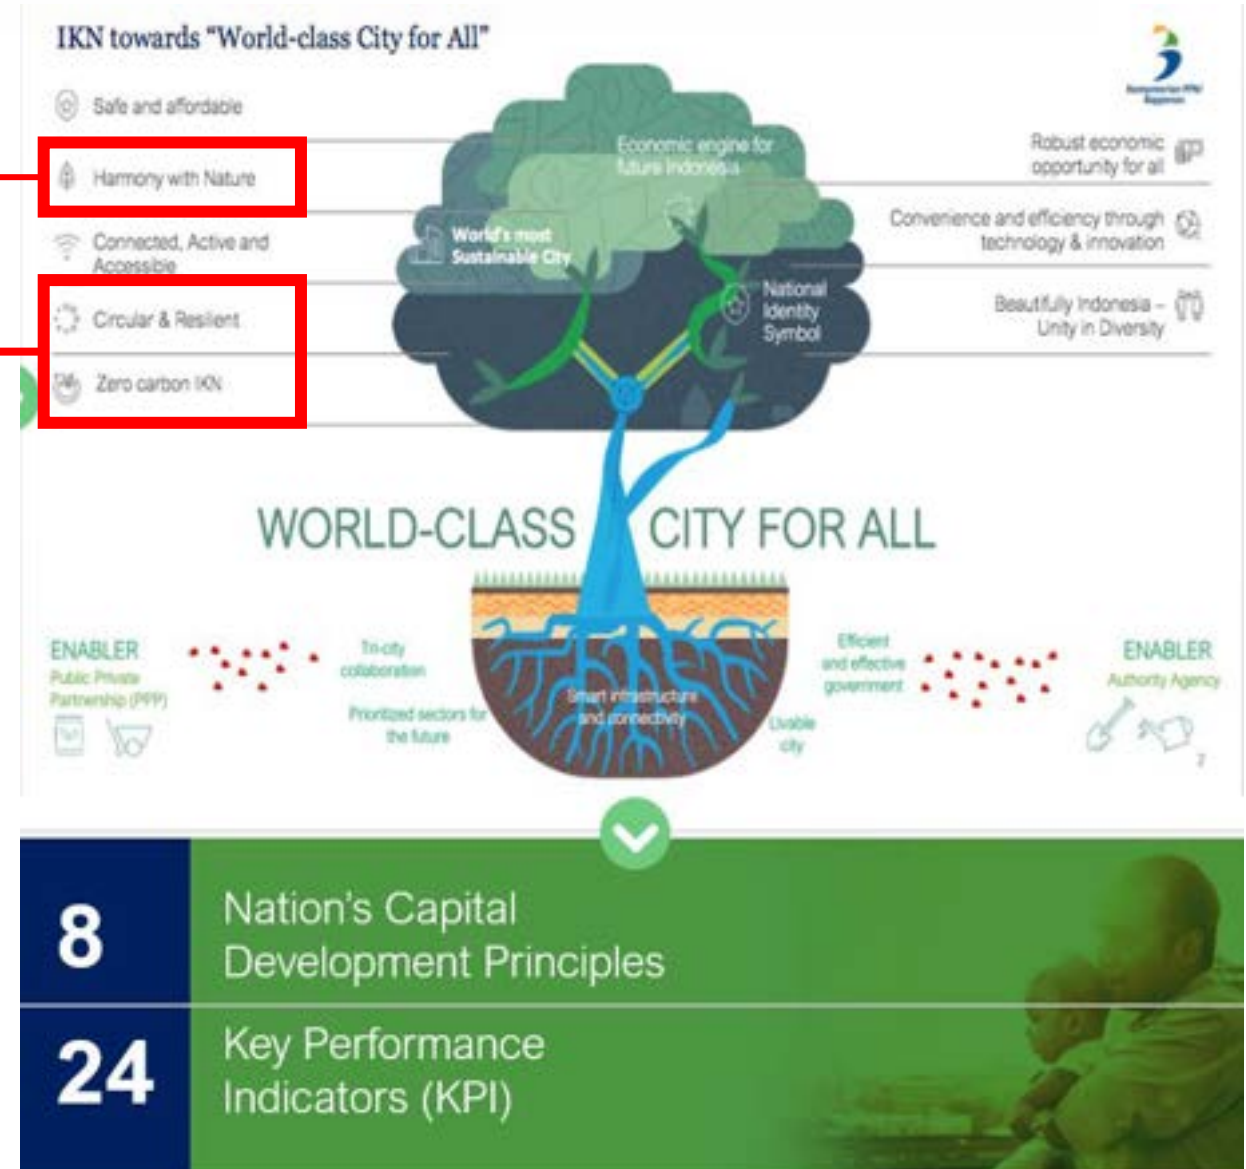 IKN towards “World-class City for All”
Kementerian PPN/
Bappenas
Safe and affordable
Harmony with Nature
Connected, Active and
Accessible
Circular & Resilient
Zero carbon IKN
Economic engine for
future Indonesia
World's most
Sustainable City
National
Identity
Symbol
Robust economic
opportunity for all
Convenience and efficiency through
technology & innovation
Beautifully Indonesia –
Unity in Diversity
WORLD-CLASS CITY FOR ALL
ENABLER
Public Private
Partnership (PPP)
Tri-city
collaboration
Prioritized sectors for
the future
Smart infrastructure
and connectivity
Efficient
and effective
government
Livable
city
ENABLER
Authority Agency
8
Nation’s Capital
Development Principles
24
Key Performance
Indicators (KPI)